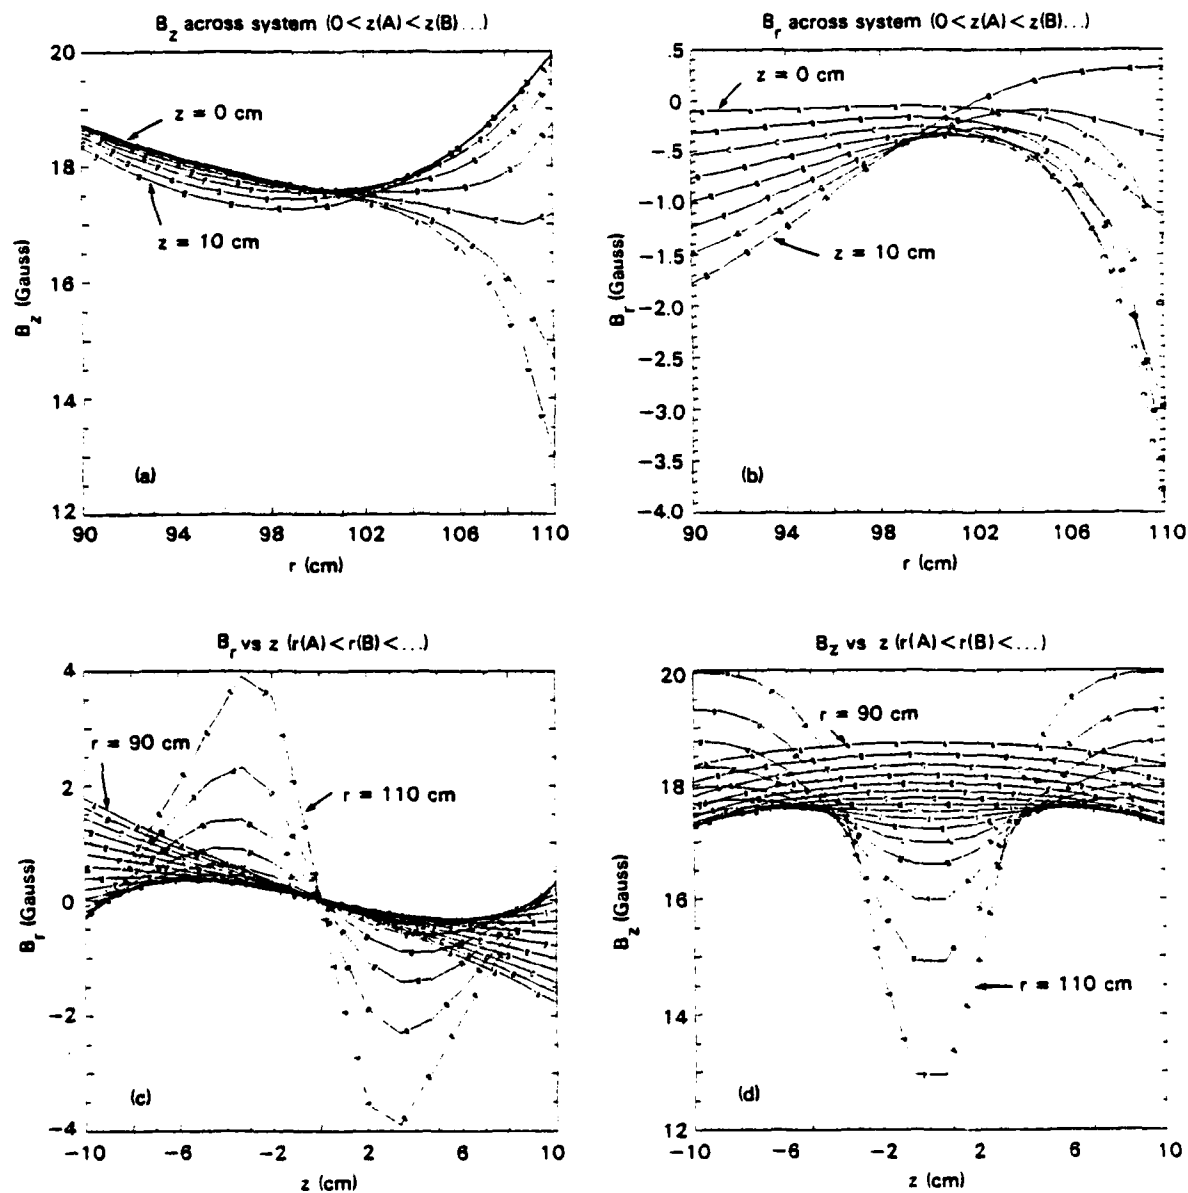 B_z across system (0 < z(A) < z(B)...)
20
18
16
14
12
B_z (Gauss)
z = 0 cm
z = 10 cm
(a)
90 94 98 102 106 110
r (cm)
B_r across system (0 < z(A) < z(B)...)
.5
0
-.5
-1.0
-1.5
-2.0
-2.5
-3.0
-3.5
-4.0
B_r (Gauss)
z = 0 cm
z = 10 cm
(b)
90 94 98 102 106 110
r (cm)
B_r vs z (r(A) < r(B) < ...)
4
2
0
-2
-4
B_r (Gauss)
r = 90 cm
r = 110 cm
(c)
-10 -6 -2 2 6 10
z (cm)
B_z vs z (r(A) < r(B) < ...)
20
18
16
14
12
B_z (Gauss)
r = 90 cm
r = 110 cm
(d)
-10 -6 -2 2 6 10
z (cm)